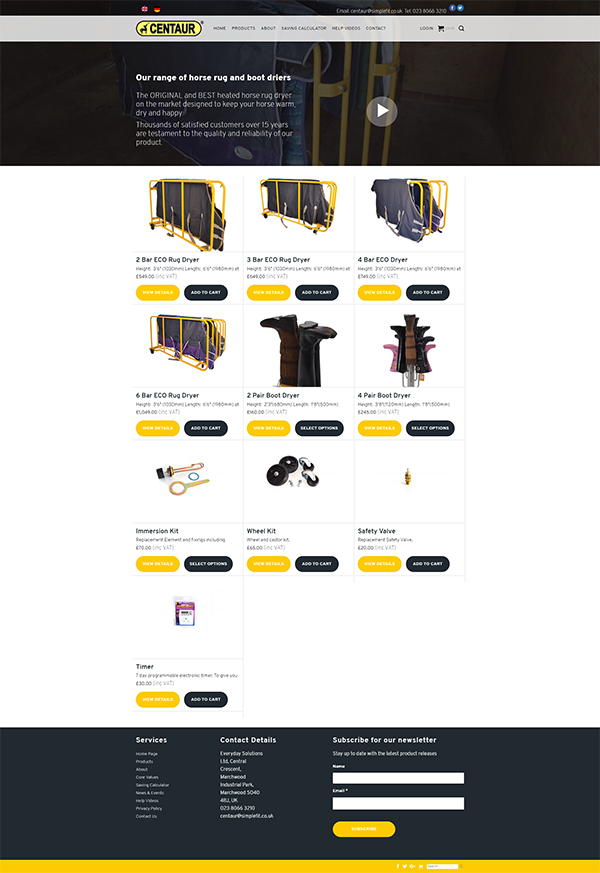 Email: centaur@simplefit.co.uk Tel: 023 8066 3210
CENTAUR®
HOME PRODUCTS ABOUT SAVING CALCULATOR HELP VIDEOS CONTACT LOGIN
Our range of horse rug and boot driers
The ORIGINAL and BEST heated horse rug dryer
on the market designed to keep your horse warm,
dry and happy.
Thousands of satisfied customers over 15 years
are testament to the quality and reliability of our
product.
2 Bar ECO Rug Dryer
Height: 3'6" (1030mm) Length: 6'6" (1980mm) at
£549.00 (inc VAT)
VIEW DETAILS ADD TO CART
3 Bar ECO Rug Dryer
Height: 3'6" (1030mm) Length: 6'6" (1980mm) at
£649.00 (inc VAT)
VIEW DETAILS ADD TO CART
4 Bar ECO Rug Dryer
Height: 3'6" (1030mm) Length: 6'6" (1980mm) at
£749.00 (inc VAT)
VIEW DETAILS ADD TO CART
6 Bar ECO Rug Dryer
Height: 3'6" (1030mm) Length: 6'6" (1980mm) at
£1,049.00 (inc VAT)
VIEW DETAILS ADD TO CART
2 Pair Boot Dryer
Height: 2'3"(680mm) Length: 1'8"(500mm)
£160.00 (inc VAT)
VIEW DETAILS SELECT OPTIONS
4 Pair Boot Dryer
Height: 3'8"(1120mm) Length: 1'8"(500mm)
£245.00 (inc VAT)
VIEW DETAILS SELECT OPTIONS
Immersion Kit
Replacement Element and fixings including
£70.00 (inc VAT)
VIEW DETAILS SELECT OPTIONS
Wheel Kit
Wheel and castor kit.
£65.00 (inc VAT)
VIEW DETAILS ADD TO CART
Safety Valve
Replacement Safety Valve.
£20.00 (inc VAT)
VIEW DETAILS ADD TO CART
Timer
7 day programmable electronic timer. To give you
£30.00 (inc VAT)
VIEW DETAILS ADD TO CART
Services
Home Page
Products
About
Core Values
Saving Calculator
News & Events
Help Videos
Privacy Policy
Contact Us
Contact Details
Everyday Solutions
Ltd, Central
Crescent,
Marchwood
Industrial Park,
Marchwood SO40
4BJ, UK
023 8066 3210
centaur@simplefit.co.uk
Subscribe for our newsletter
Stay up to date with the latest product releases
Name
Email *
SUBSCRIBE